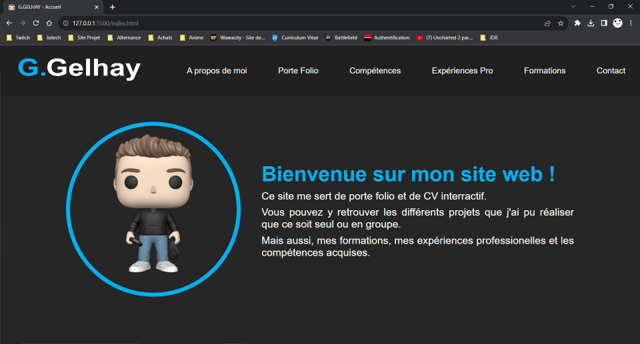 G.GELHAY - Accueil
127.0.0.1:5500/index.html
Twitch
Isitech
Site Projet
Alternance
Achats
Anime
Wawacity - Site de...
Curriculum Vitae
Battlefield
Authentification
(7) Uncharted 2 par...
JDR
G.Gelhay
A propos de moi
Porte Folio
Compétences
Expériences Pro
Formations
Contact
Bienvenue sur mon site web !
Ce site me sert de porte folio et de CV interractif.
Vous pouvez y retrouver les différents projets que j'ai pu réaliser
que ce soit seul ou en groupe.
Mais aussi, mes formations, mes expériences professionelles et les
compétences acquises.